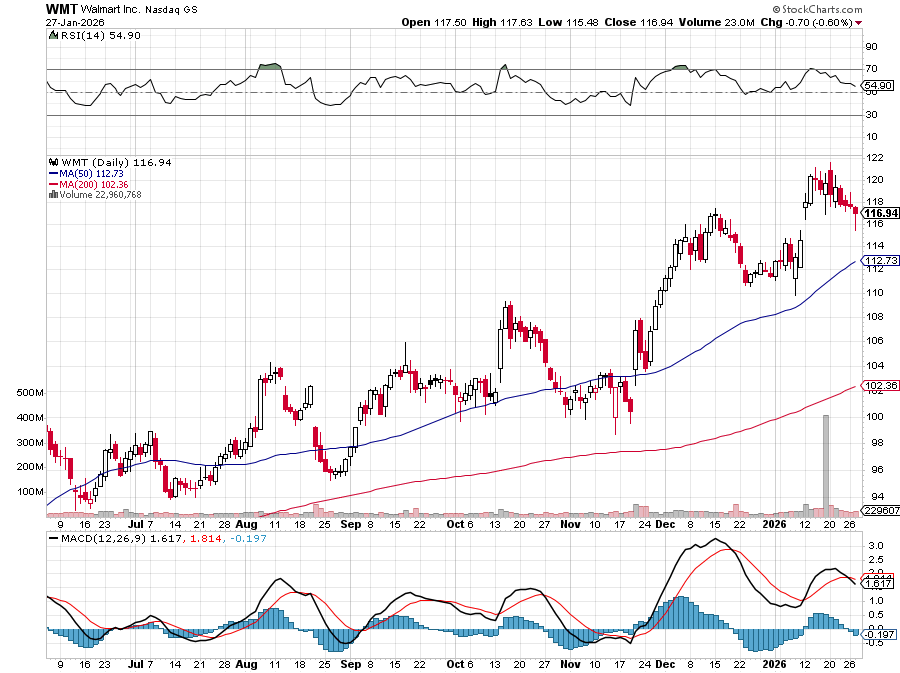 WMT Walmart Inc. Nasdaq GS
© StockCharts.com
27-Jan-2026
Open 117.50 High 117.63 Low 115.48 Close 116.94 Volume 23.0M Chg -0.70 (-0.60%)
RSI(14) 54.90
90
70
54.90
30
10
WMT (Daily) 116.94
MA(50) 112.73
MA(200) 102.36
Volume 22,960,768
122
120
118
116.94
116
114
112.73
112
110
108
106
104
102.36
100
98
96
94
229607
500M
400M
300M
200M
100M
9 16 23 Jul 7 14 21 28 Aug 11 18 25 Sep 8 15 22 Oct 6 13 20 27 Nov 10 17 24 Dec 8 15 22 2026 12 20 26
MACD(12,26,9) 1.617, 1.814, -0.197
3.0
2.5
2.0
1.617
1.0
0.5
0.0
-0.197
-0.5
9 16 23 Jul 7 14 21 28 Aug 11 18 25 Sep 8 15 22 Oct 6 13 20 27 Nov 10 17 24 Dec 8 15 22 2026 12 20 26